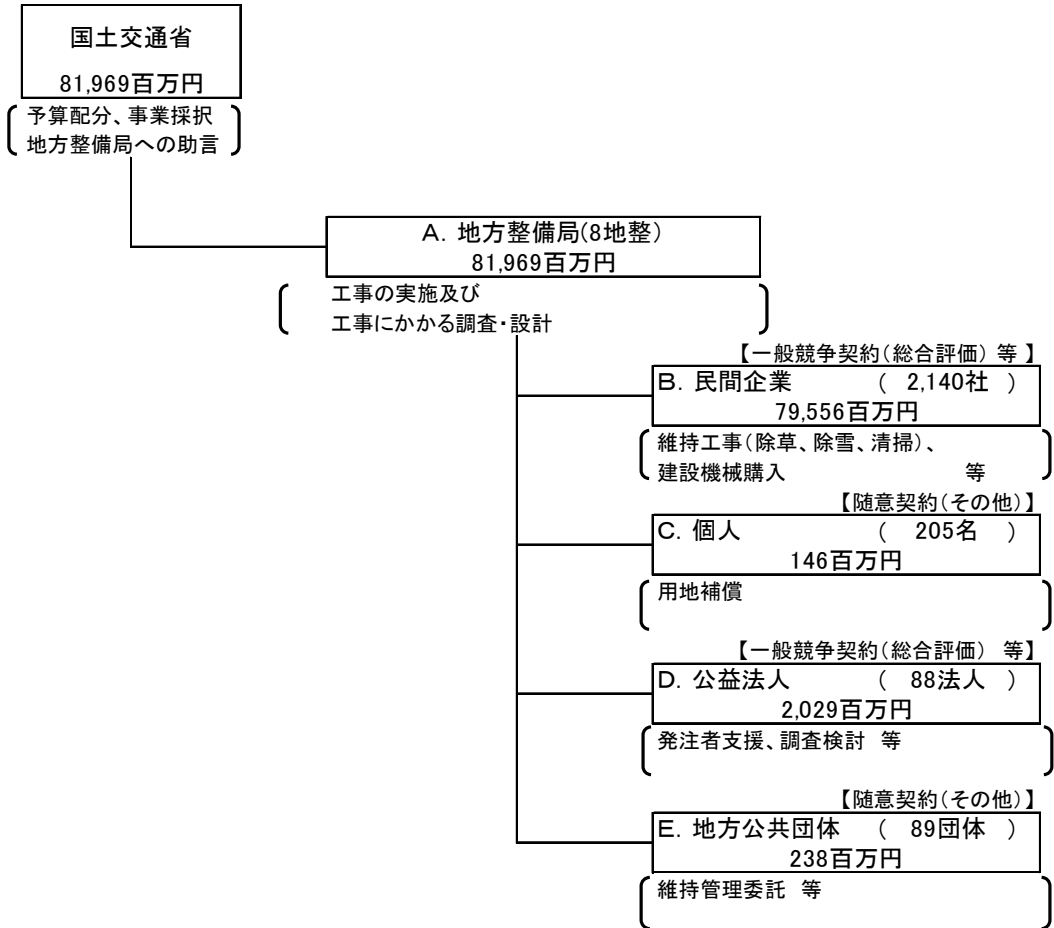 国土交通省
81,969百万円
予算配分、事業採択
地方整備局への助言
A. 地方整備局(8地整)
81,969百万円
工事の実施及び
工事にかかる調査・設計
【一般競争契約(総合評価) 等 】
B. 民間企業 ( 2,140社 )
79,556百万円
維持工事(除草、除雪、清掃)、
建設機械購入 等
【随意契約(その他)】
C. 個人 ( 205名 )
146百万円
用地補償
【一般競争契約(総合評価) 等】
D. 公益法人 ( 88法人 )
2,029百万円
発注者支援、調査検討 等
【随意契約(その他)】
E. 地方公共団体 ( 89団体 )
238百万円
維持管理委託 等